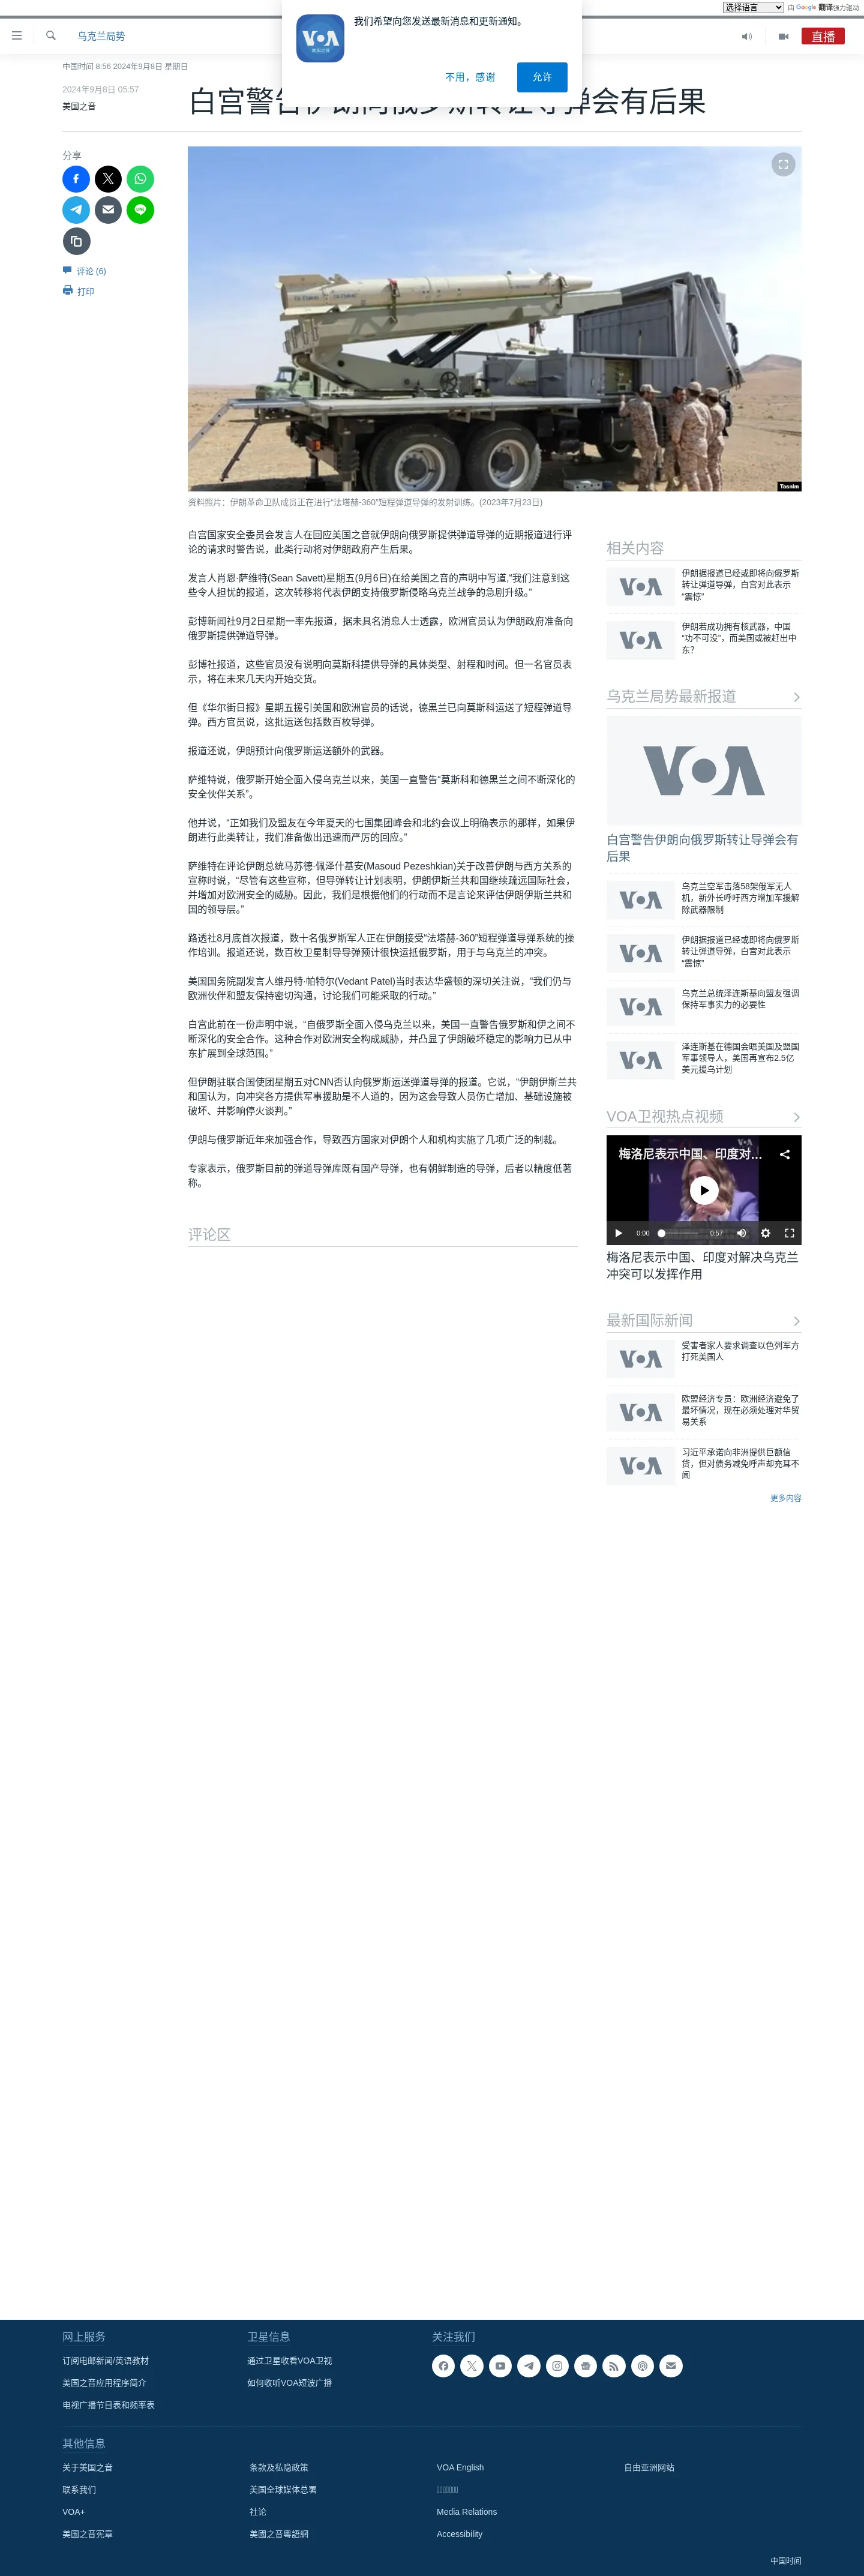 选择语言 由 Google 翻译强力驱动
VOA
美国之音
我们希望向您发送最新消息和更新通知。
不用，感谢
允许
乌克兰局势
直播
中国时间 8:56 2024年9月8日 星期日
2024年9月8日 05:57
美国之音
分享
评论 (6)
打印
Tasnim
资料照片：伊朗革命卫队成员正在进行“法塔赫-360”短程弹道导弹的发射训练。(2023年7月23日)
白宫国家安全委员会发言人在回应美国之音就伊朗向俄罗斯提供弹道导弹的近期报道进行评
论的请求时警告说，此类行动将对伊朗政府产生后果。
发言人肖恩·萨维特(Sean Savett)星期五(9月6日)在给美国之音的声明中写道,“我们注意到这
些令人担忧的报道，这次转移将代表伊朗支持俄罗斯侵略乌克兰战争的急剧升级。”
彭博新闻社9月2日星期一率先报道，据未具名消息人士透露，欧洲官员认为伊朗政府准备向
俄罗斯提供弹道导弹。
彭博社报道，这些官员没有说明向莫斯科提供导弹的具体类型、射程和时间。但一名官员表
示，将在未来几天内开始交货。
但《华尔街日报》星期五援引美国和欧洲官员的话说，德黑兰已向莫斯科运送了短程弹道导
弹。西方官员说，这批运送包括数百枚导弹。
报道还说，伊朗预计向俄罗斯运送额外的武器。
萨维特说，俄罗斯开始全面入侵乌克兰以来，美国一直警告“莫斯科和德黑兰之间不断深化的
安全伙伴关系”。
他并说，“正如我们及盟友在今年夏天的七国集团峰会和北约会议上明确表示的那样，如果伊
朗进行此类转让，我们准备做出迅速而严厉的回应。”
萨维特在评论伊朗总统马苏德·佩泽什基安(Masoud Pezeshkian)关于改善伊朗与西方关系的
宣称时说，“尽管有这些宣称，但导弹转让计划表明，伊朗伊斯兰共和国继续疏远国际社会，
并增加对欧洲安全的威胁。因此，我们是根据他们的行动而不是言论来评估伊朗伊斯兰共和
国的领导层。”
路透社8月底首次报道，数十名俄罗斯军人正在伊朗接受“法塔赫-360”短程弹道导弹系统的操
作培训。报道还说，数百枚卫星制导导弹预计很快运抵俄罗斯，用于与乌克兰的冲突。
美国国务院副发言人维丹特·帕特尔(Vedant Patel)当时表达华盛顿的深切关注说，“我们仍与
欧洲伙伴和盟友保持密切沟通，讨论我们可能采取的行动。”
白宫此前在一份声明中说，“自俄罗斯全面入侵乌克兰以来，美国一直警告俄罗斯和伊之间不
断深化的安全合作。这种合作对欧洲安全构成威胁，并凸显了伊朗破坏稳定的影响力已从中
东扩展到全球范围。”
但伊朗驻联合国使团星期五对CNN否认向俄罗斯运送弹道导弹的报道。它说，“伊朗伊斯兰共
和国认为，向冲突各方提供军事援助是不人道的，因为这会导致人员伤亡增加、基础设施被
破坏、并影响停火谈判。”
伊朗与俄罗斯近年来加强合作，导致西方国家对伊朗个人和机构实施了几项广泛的制裁。
专家表示，俄罗斯目前的弹道导弹库既有国产导弹，也有朝鲜制造的导弹，后者以精度低著
称。
评论区
相关内容
VOA
伊朗据报道已经或即将向俄罗斯
转让弹道导弹，白宫对此表示
“震惊”
VOA
伊朗若成功拥有核武器，中国
“功不可没”，而美国或被赶出中
东？
乌克兰局势最新报道
VOA
白宫警告伊朗向俄罗斯转让导弹会有
后果
VOA
乌克兰空军击落58架俄军无人
机，新外长呼吁西方增加军援解
除武器限制
VOA
伊朗据报道已经或即将向俄罗斯
转让弹道导弹，白宫对此表示
“震惊”
VOA
乌克兰总统泽连斯基向盟友强调
保持军事实力的必要性
VOA
泽连斯基在德国会晤美国及盟国
军事领导人，美国再宣布2.5亿
美元援乌计划
VOA卫视热点视频
VOA
梅洛尼表示中国、印度对...
0:00 0:57
梅洛尼表示中国、印度对解决乌克兰
冲突可以发挥作用
最新国际新闻
VOA
受害者家人要求调查以色列军方
打死美国人
VOA
欧盟经济专员：欧洲经济避免了
最坏情况，现在必须处理对华贸
易关系
VOA
习近平承诺向非洲提供巨额信
贷，但对债务减免呼声却充耳不
闻
更多内容
网上服务
订阅电邮新闻/英语教材
美国之音应用程序简介
电视广播节目表和频率表
卫星信息
通过卫星收看VOA卫视
如何收听VOA短波广播
关注我们
其他信息
关于美国之音
联系我们
VOA+
美国之音宪章
条款及私隐政策
美国全球媒体总署
社论
美國之音粵語網
VOA English
Media Relations
Accessibility
自由亚洲网站
中国时间